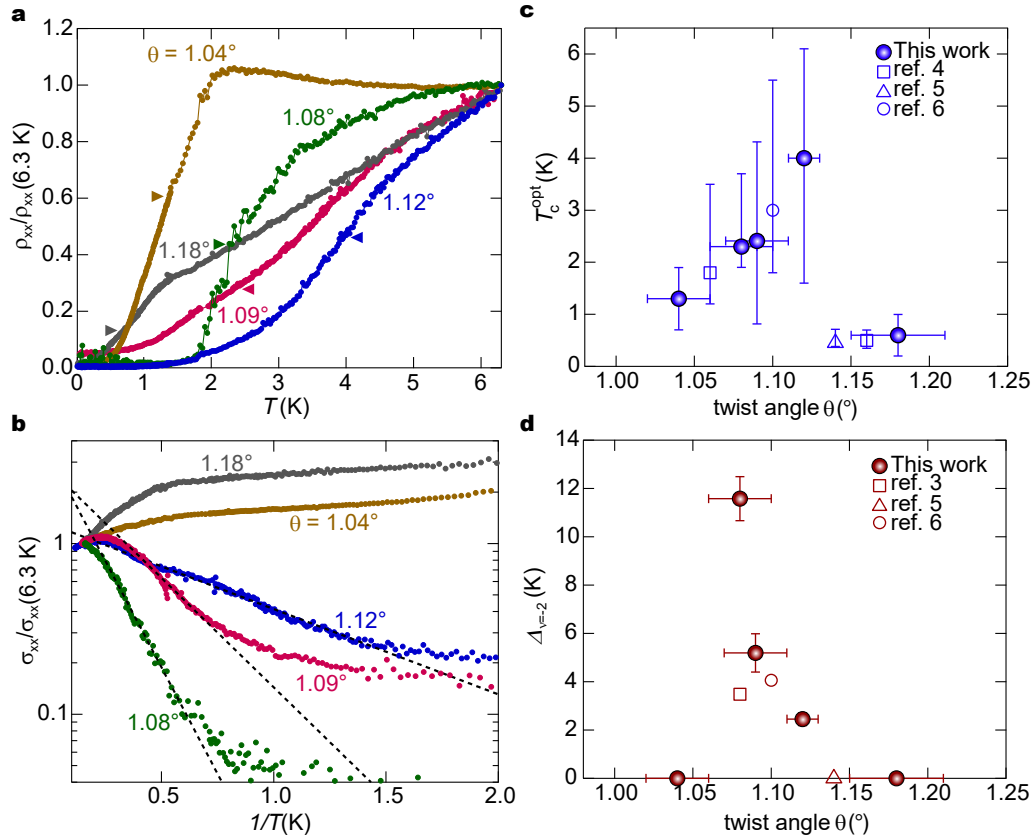 a
1.2
1.0
0.8
0.6
0.4
0.2
0.0
ρxx/ρxx(6.3 K)
θ = 1.04°
1.08°
1.12°
1.18°
1.09°
0
1
2
3
4
5
6
T(K)
b
1
0.1
σxx/σxx(6.3 K)
1.18°
θ = 1.04°
1.12°
1.09°
1.08°
0.5
1.0
1.5
2.0
1/T(K)
c
6
5
4
3
2
1
0
Tcopt (K)
This work
ref. 4
ref. 5
ref. 6
1.00
1.05
1.10
1.15
1.20
1.25
twist angle θ(°)
d
14
12
10
8
6
4
2
0
Δν=-2 (K)
This work
ref. 3
ref. 5
ref. 6
1.00
1.05
1.10
1.15
1.20
1.25
twist angle θ(°)